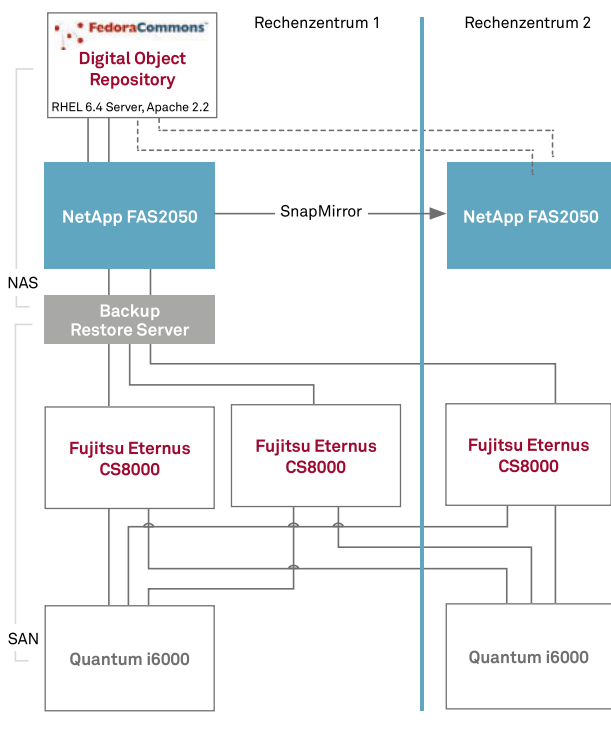 FedoraCommons™
Digital Object
Repository
RHEL 6.4 Server, Apache 2.2
Rechenzentrum 1
Rechenzentrum 2
NetApp FAS2050
SnapMirror
NetApp FAS2050
NAS
Backup
Restore Server
Fujitsu Eternus
CS8000
Fujitsu Eternus
CS8000
Fujitsu Eternus
CS8000
SAN
Quantum i6000
Quantum i6000